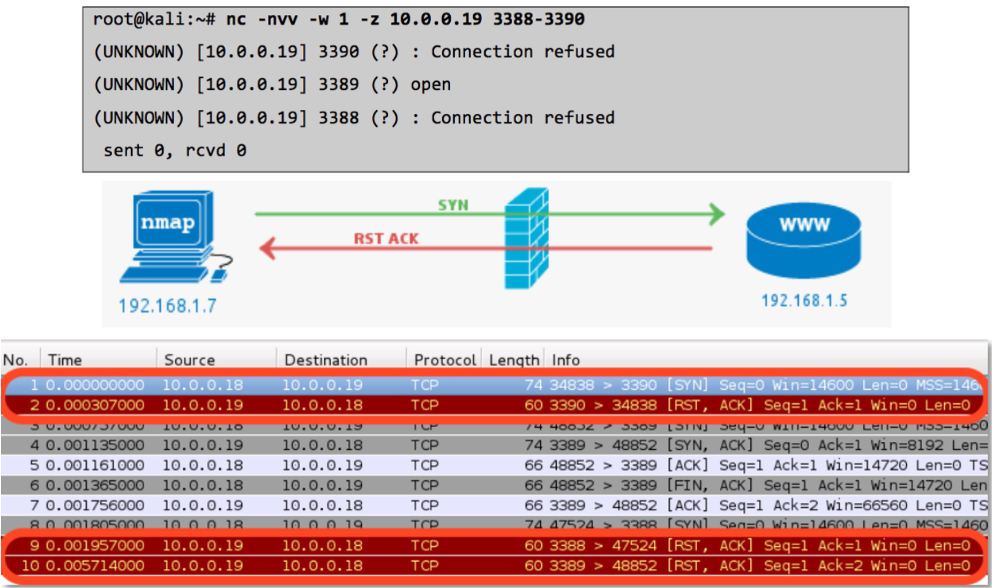 root@kali:~# nc -nvv -w 1 -z 10.0.0.19 3388-3390
(UNKNOWN) [10.0.0.19] 3390 (?) : Connection refused
(UNKNOWN) [10.0.0.19] 3389 (?) open
(UNKNOWN) [10.0.0.19] 3388 (?) : Connection refused
sent 0, rcvd 0
nmap
SYN
RST ACK
WWW
192.168.1.7
192.168.1.5
No. Time Source Destination Protocol Length Info
1 0.000000000 10.0.0.18 10.0.0.19 TCP 74 34838 > 3390 [SYN] Seq=0 Win=14600 Len=0 MSS=146
2 0.000307000 10.0.0.19 10.0.0.18 TCP 60 3390 > 34838 [RST, ACK] Seq=1 Ack=1 Win=0 Len=0
3 0.000737000 10.0.0.18 10.0.0.19 TCP 74 48852 > 3389 [SYN] Seq=0 Win=14600 Len=0 MSS=1460
4 0.001135000 10.0.0.19 10.0.0.18 TCP 74 3389 > 48852 [SYN, ACK] Seq=0 Ack=1 Win=8192 Len=
5 0.001161000 10.0.0.18 10.0.0.19 TCP 66 48852 > 3389 [ACK] Seq=1 Ack=1 Win=14720 Len=0 TS
6 0.001365000 10.0.0.18 10.0.0.19 TCP 66 48852 > 3389 [FIN, ACK] Seq=1 Ack=1 Win=14720 Len
7 0.001756000 10.0.0.19 10.0.0.18 TCP 66 3389 > 48852 [ACK] Seq=1 Ack=2 Win=66560 Len=0 TS
8 0.001805000 10.0.0.18 10.0.0.19 TCP 74 47524 > 3388 [SYN] Seq=0 Win=14600 Len=0 MSS=1460
9 0.001957000 10.0.0.19 10.0.0.18 TCP 60 3388 > 47524 [RST, ACK] Seq=1 Ack=1 Win=0 Len=0
10 0.005714000 10.0.0.19 10.0.0.18 TCP 60 3389 > 48852 [RST, ACK] Seq=1 Ack=2 Win=0 Len=0